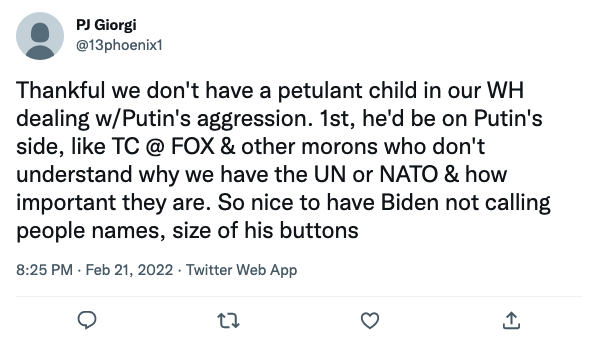 PJ Giorgi
@13phoenix1
Thankful we don't have a petulant child in our WH
dealing w/Putin's aggression. 1st, he'd be on Putin's
side, like TC @ FOX & other morons who don't
understand why we have the UN or NATO & how
important they are. So nice to have Biden not calling
people names, size of his buttons
8:25 PM · Feb 21, 2022 · Twitter Web App